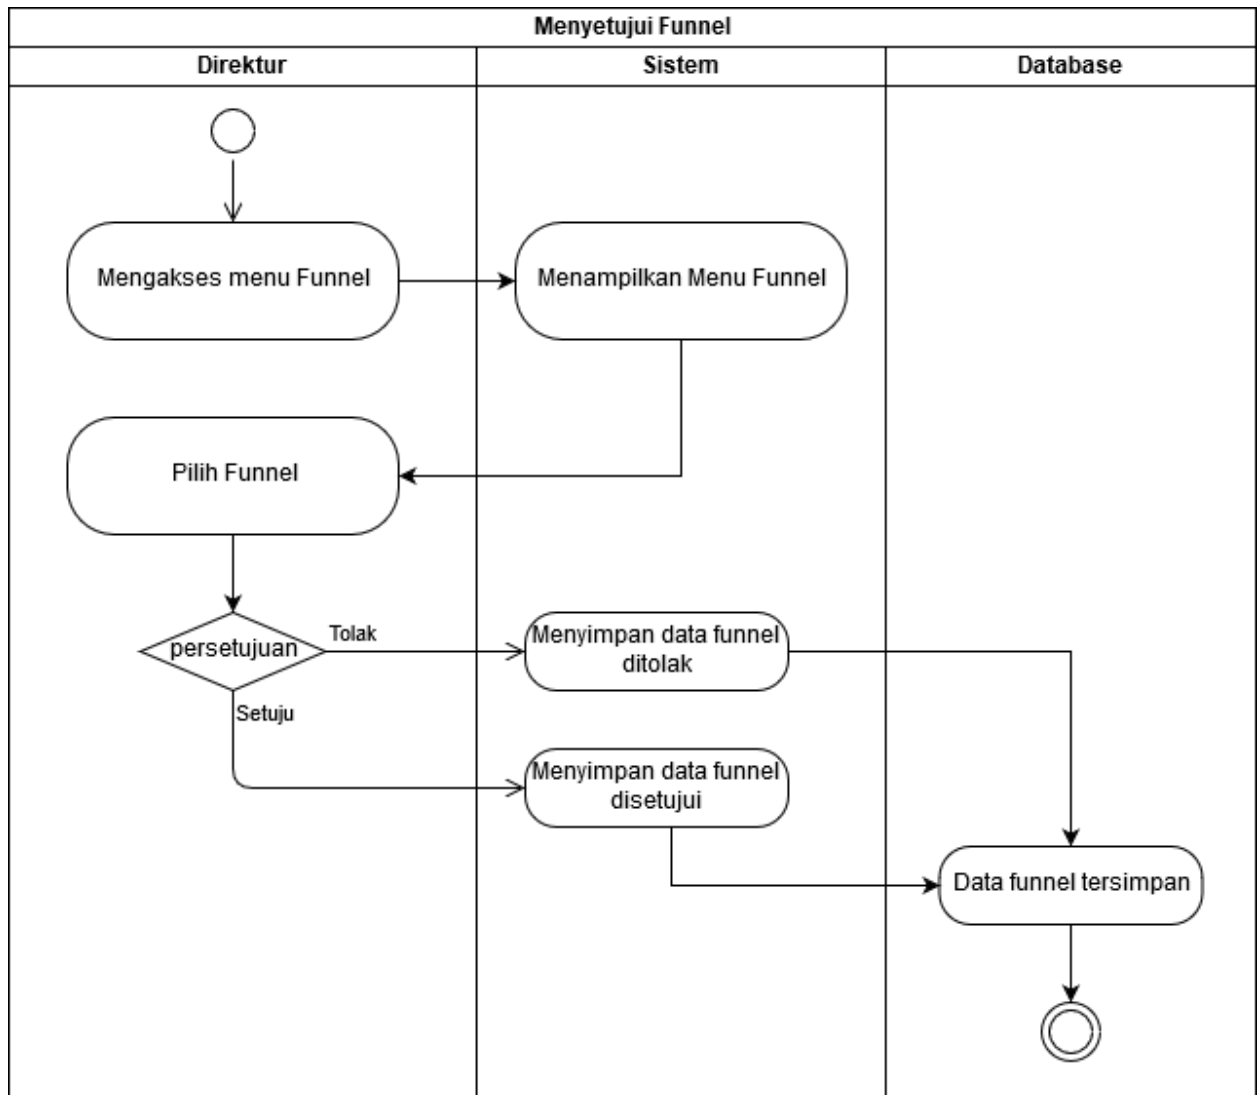 Menyetujui Funnel
Direktur
Sistem
Database
Mengakses menu Funnel
Menampilkan Menu Funnel
Pilih Funnel
persetujuan
Tolak
Menyimpan data funnel
ditolak
Setuju
Menyimpan data funnel
disetujui
Data funnel tersimpan